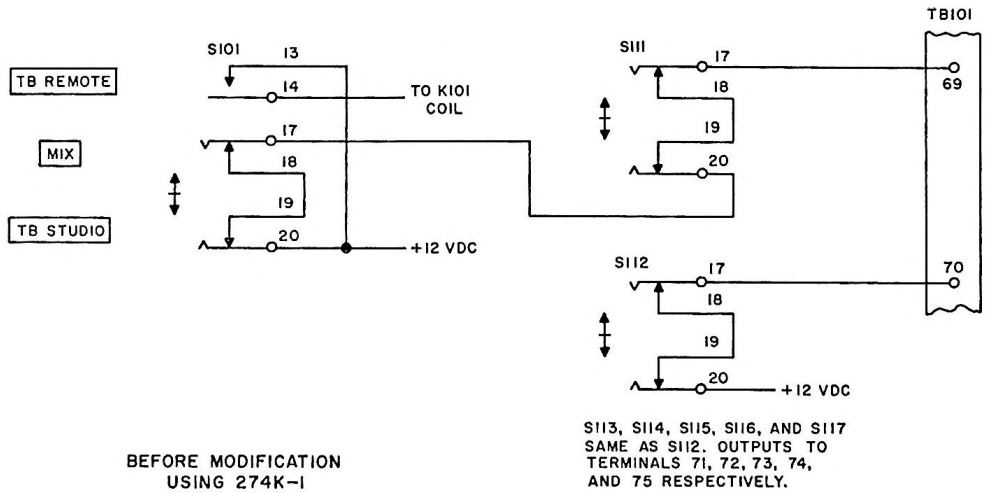 TB101
S101
13
14
TO K101
COIL
17
18
19
20
+12 VDC
TB REMOTE
MIX
TB STUDIO
S111
17
18
19
20
69
S112
17
18
19
20
+12 VDC
70
S113, S114, S115, S116, AND S117
SAME AS S112. OUTPUTS TO
TERMINALS 71, 72, 73, 74,
AND 75 RESPECTIVELY.
BEFORE MODIFICATION
USING 274K-1